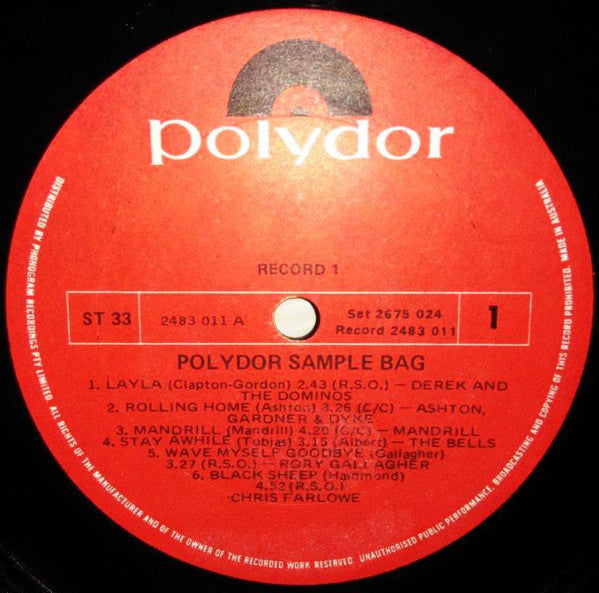 polydor
RECORD 1
ST 33
2483 011 A
Set 2675 024
Record 2483 011
1
POLYDOR SAMPLE BAG
1. LAYLA (Clapton-Gordon) 2.43 (R.S.O.) — DEREK AND
THE DOMINOS
2. ROLLING HOME (Ashton) 3.26 (C/C) — ASHTON,
GARDNER & DYKE
3. MANDRILL (Mandrill) 4.20 (C/C) — MANDRILL
4. STAY AWHILE (Tobias) 3.16 (Albert) — THE BELLS
5. WAVE MYSELF GOODBYE (Gallagher)
3.27 (R.S.O.) — RORY GALLAGHER
6. BLACK SHEEP (Hammond)
4.52 (R.S.O.)
CHRIS FARLOWE
DISTRIBUTED BY PHONOGRAM RECORDINGS PTY LIMITED. ALL RIGHTS OF THE MANUFACTURER AND OF THE OWNER OF THE RECORDED WORK RESERVED. UNAUTHORISED PUBLIC PERFORMANCE, BROADCASTING AND COPYING OF THIS RECORD PROHIBITED. MADE IN AUSTRALIA